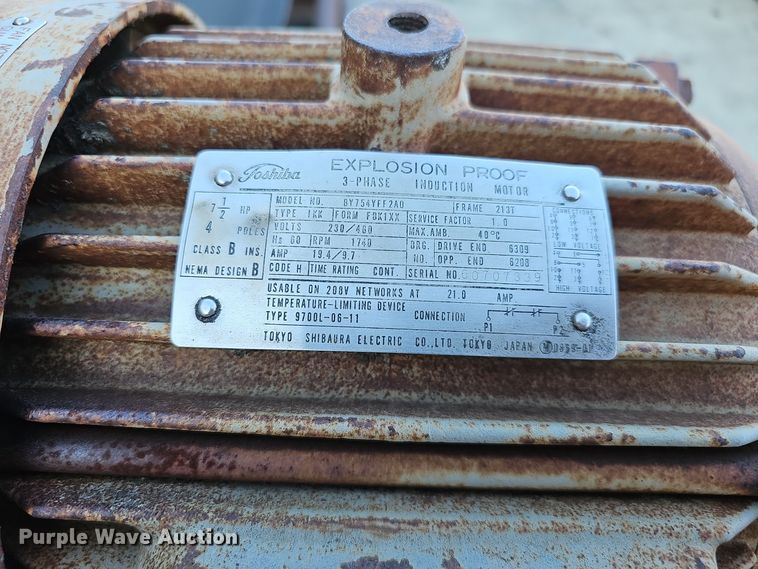 Toshiba EXPLOSION PROOF
3-PHASE INDUCTION MOTOR
7 1/2 HP
4 POLES
CLASS B INS.
NEMA DESIGN B
MODEL NO. BY754YFF2A0 FRAME 213T
TYPE IKK FORM FBK1XX SERVICE FACTOR 1.0
VOLTS 230/460 MAX.AMB. 40°C
Hz 60 RPM 1740 BRG. DRIVE END 6309
AMP 19.4/9.7 NO. OPP. END 6208
CODE H TIME RATING CONT. SERIAL NO.
CONNECTIONS
LOW VOLTAGE
HIGH VOLTAGE
USABLE ON 208V NETWORKS AT 21.0 AMP.
TEMPERATURE-LIMITING DEVICE
TYPE 9700L-06-11 CONNECTION
P1 P2
TOKYO SHIBAURA ELECTRIC CO., LTD. TOKYO JAPAN
Purple Wave Auction